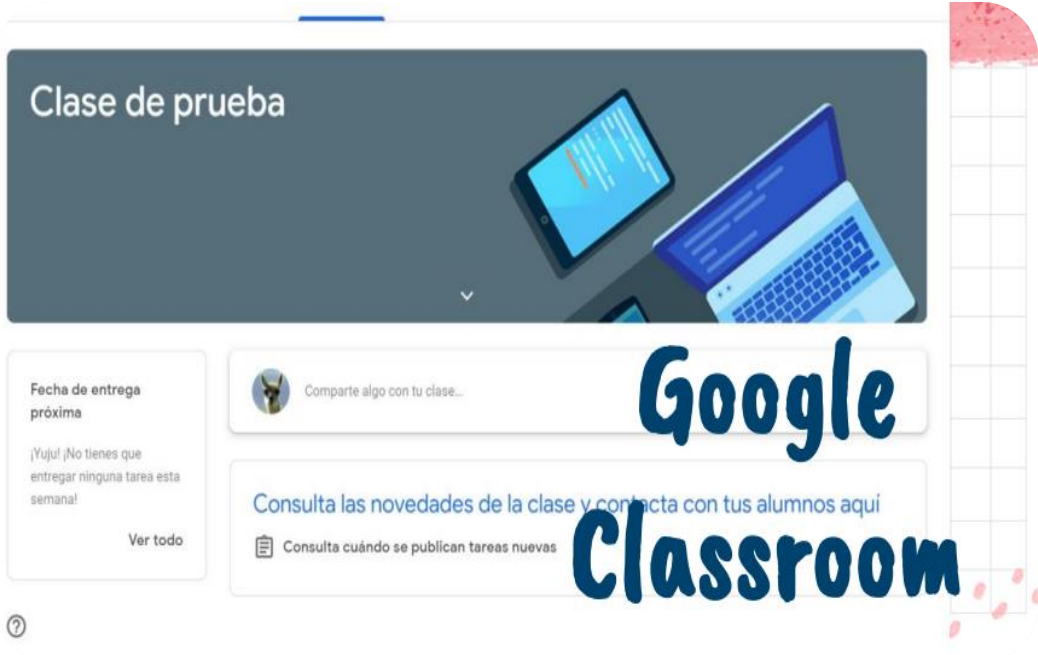 Clase de prueba
Fecha de entrega
próxima
¡Yuju! ¡No tienes que
entregar ninguna tarea esta
semana!
Ver todo
Comparte algo con tu clase...
Consulta las novedades de la clase y contacta con tus alumnos aquí
Consulta cuándo se publican tareas nuevas
Google
Classroom